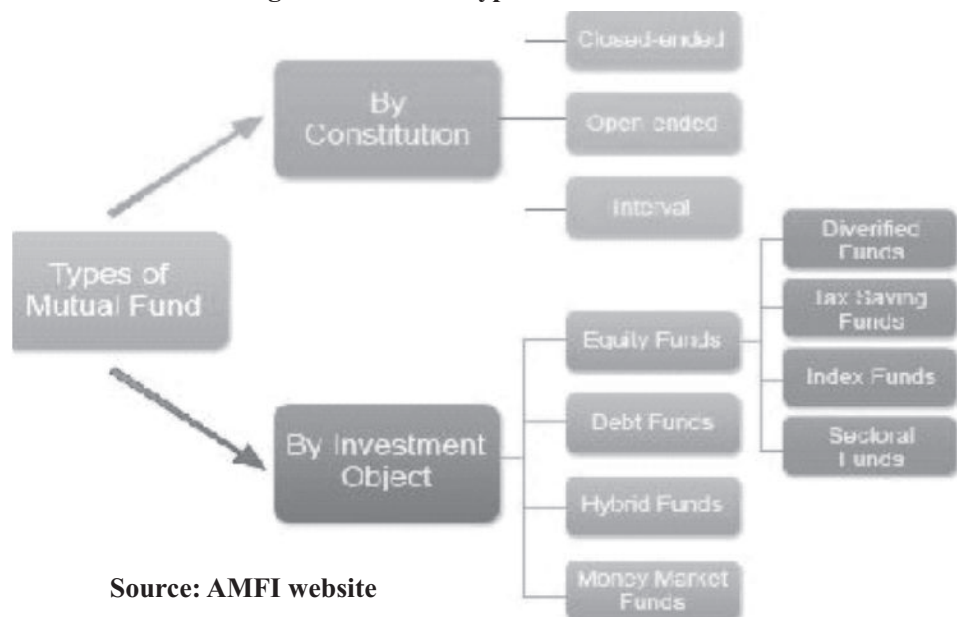 Closed-ended
By
Constitution
Open ended
Interval
Types of
Mutual Fund
Diverified
Funds
Tax Saving
Funds
Equity Funds
Index Funds
By Investment
Object
Debt Funds
Sectoral
Funds
Hybrid Funds
Money Market
Funds
Source: AMFI website